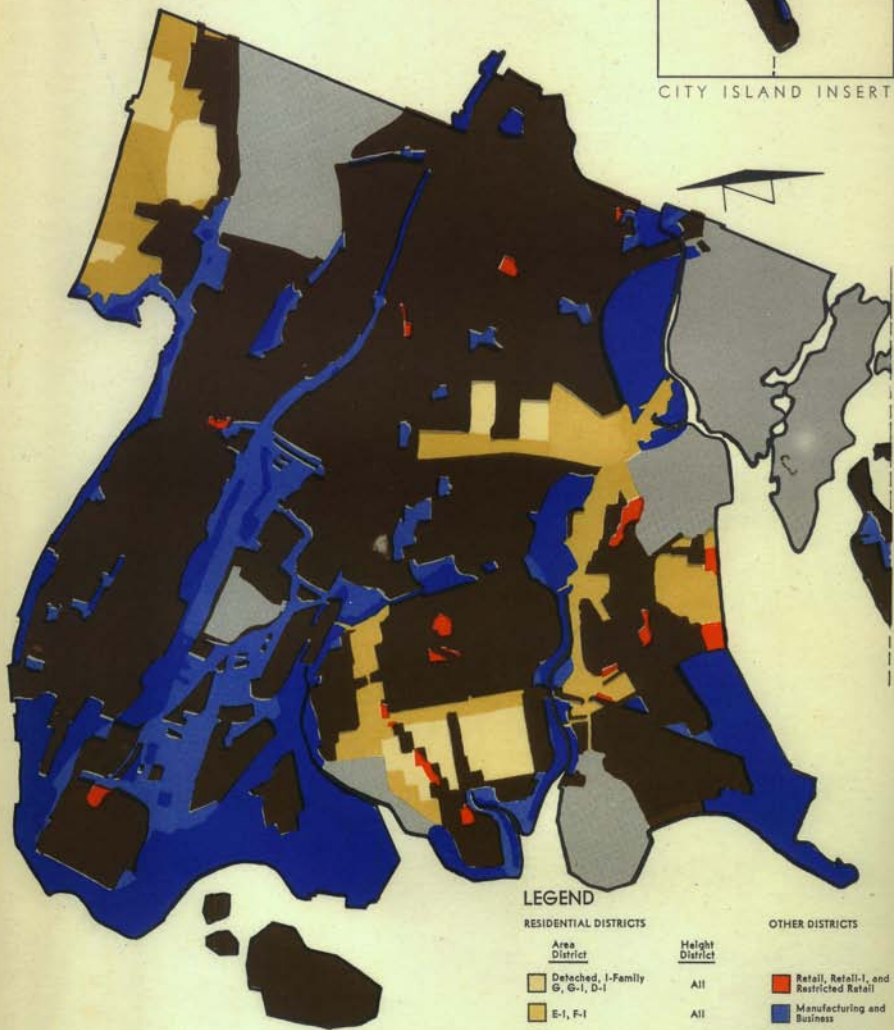 CITY ISLAND INSERT
LEGEND
RESIDENTIAL DISTRICTS
OTHER DISTRICTS
Area District
Height District
Detached, 1-Family
G, G-1, D-1
All
Retail, Retail-1, and
Restricted Retail
E-1, F-1
All
Manufacturing and
Business